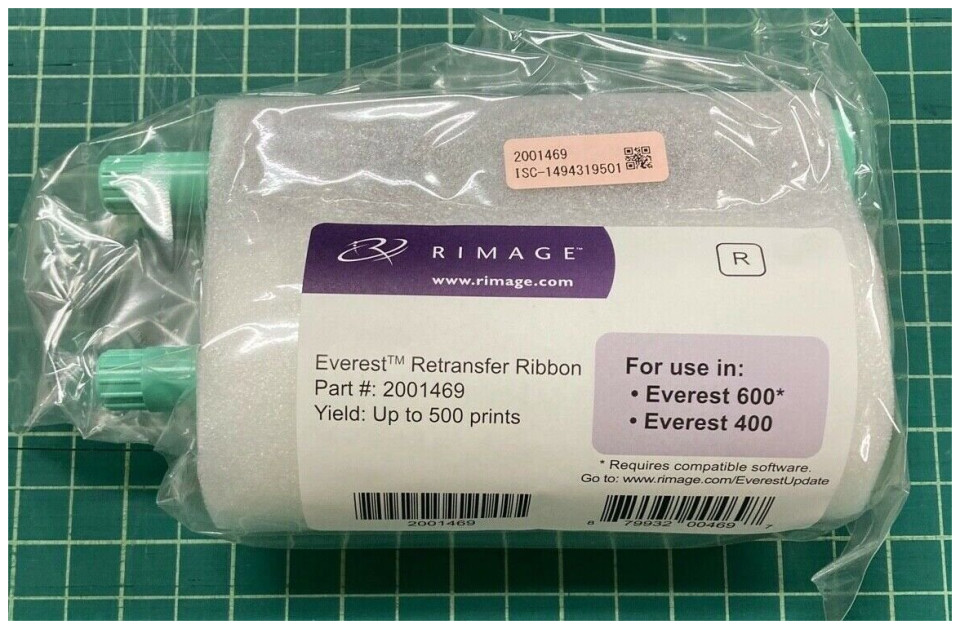 2001469
ISC-1494319501
RIMAGE™
www.rimage.com
R
Everest™ Retransfer Ribbon
Part #: 2001469
Yield: Up to 500 prints
For use in:
• Everest 600*
• Everest 400
* Requires compatible software.
Go to: www.rimage.com/EverestUpdate
2001469
8 79932 00469 7